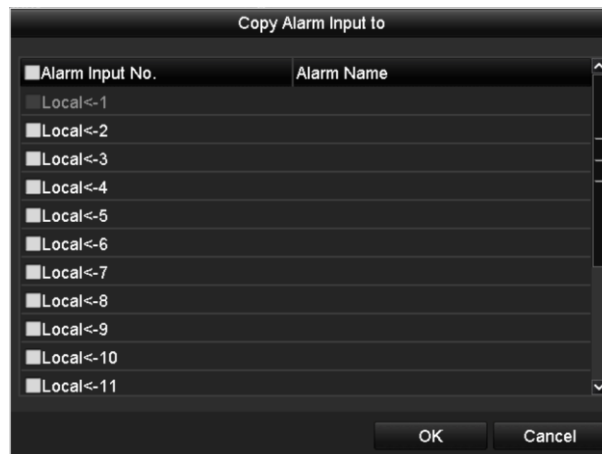 Copy Alarm Input to
Alarm Input No. Alarm Name
Local<-1
Local<-2
Local<-3
Local<-4
Local<-5
Local<-6
Local<-7
Local<-8
Local<-9
Local<-10
Local<-11
OK Cancel